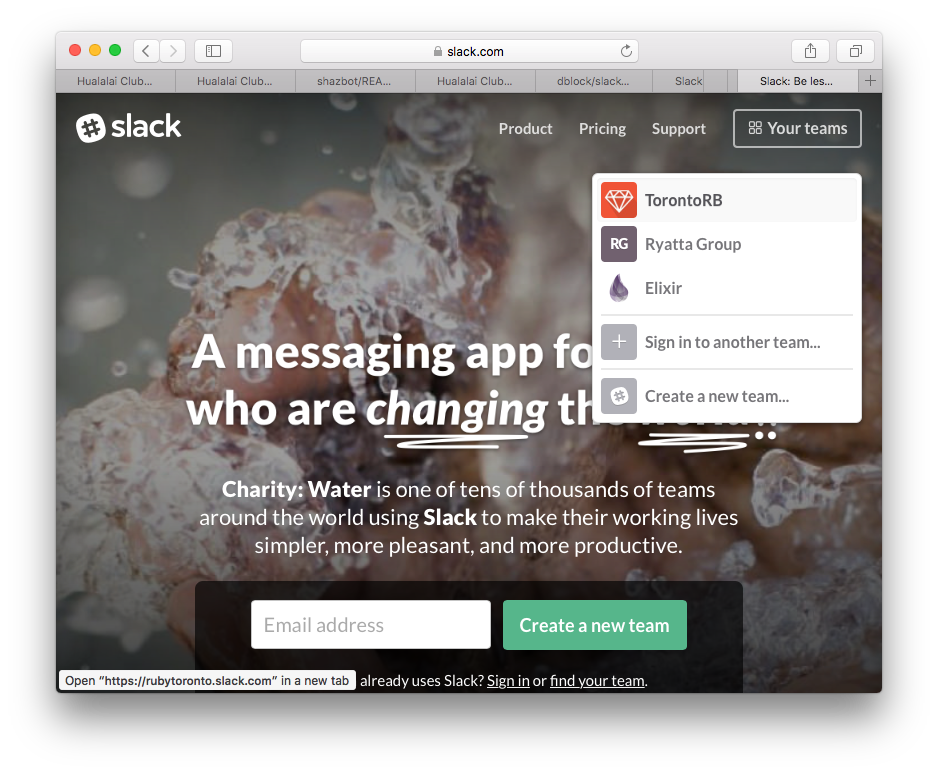 slack.com
Hualalai Club...
Hualalai Club...
shazbot/REA...
Hualalai Club...
dblock/slack...
Slack
Slack: Be les...
slack
Product
Pricing
Support
Your teams
TorontoRB
RG
Ryatta Group
Elixir
Sign in to another team...
Create a new team...
A messaging app fo
who are changing th
Charity: Water is one of tens of thousands of teams
around the world using Slack to make their working lives
simpler, more pleasant, and more productive.
Email address
Create a new team
Open “https://rubytoronto.slack.com” in a new tab
already uses Slack? Sign in or find your team.